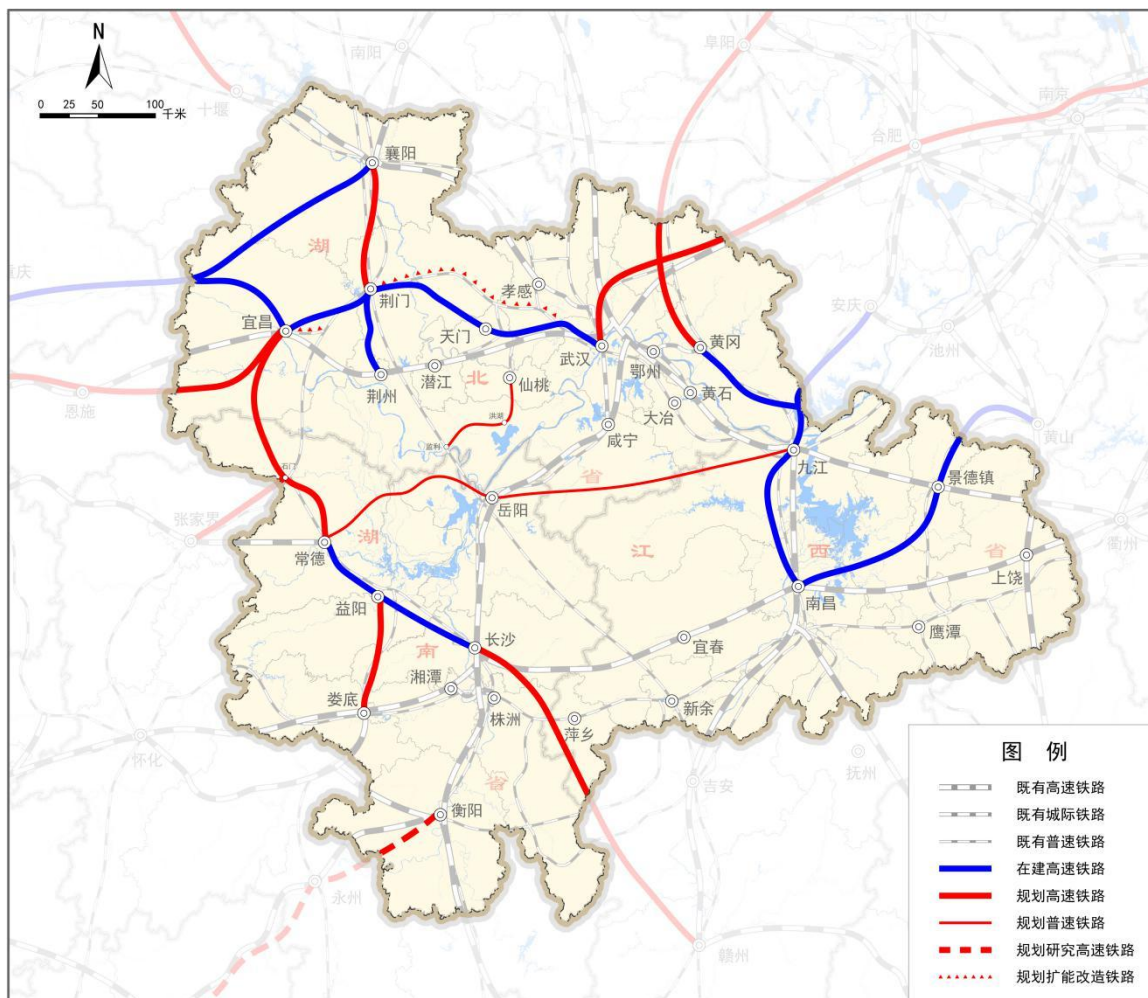 N
0 25 50 100
千米
南阳
阜阳
十堰
南京
合肥
襄阳
湖
孝感
荆门
安庆
宜昌
天门
武汉
黄冈
池州
鄂州
潜江
北
仙桃
黄石
恩施
荆州
大冶
洪湖
咸宁
黄山
监利
九江
石门
省
景德镇
岳阳
张家界
湖
江
西
省
衢州
常德
上饶
益阳
南昌
长沙
宜春
鹰潭
南
湘潭
娄底
株洲
新余
萍乡
怀化
抚州
吉安
省
衡阳
永州
赣州
图 例
既有高速铁路
既有城际铁路
既有普速铁路
在建高速铁路
规划高速铁路
规划普速铁路
规划研究高速铁路
规划扩能改造铁路